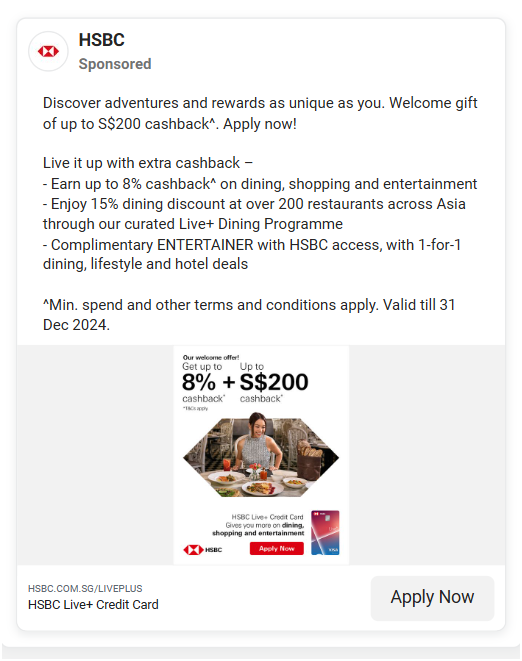 HSBC
Sponsored
Discover adventures and rewards as unique as you. Welcome gift
of up to S$200 cashback^. Apply now!
Live it up with extra cashback –
- Earn up to 8% cashback^ on dining, shopping and entertainment
- Enjoy 15% dining discount at over 200 restaurants across Asia
through our curated Live+ Dining Programme
- Complimentary ENTERTAINER with HSBC access, with 1-for-1
dining, lifestyle and hotel deals
^Min. spend and other terms and conditions apply. Valid till 31
Dec 2024.
Our welcome offer!
Get up to Up to
8% + S$200
cashback^ cashback^
^T&Cs apply
HSBC Live+ Credit Card
Gives you more on dining,
shopping and entertainment
HSBC
Apply Now
VISA
HSBC.COM.SG/LIVEPLUS
HSBC Live+ Credit Card
Apply Now